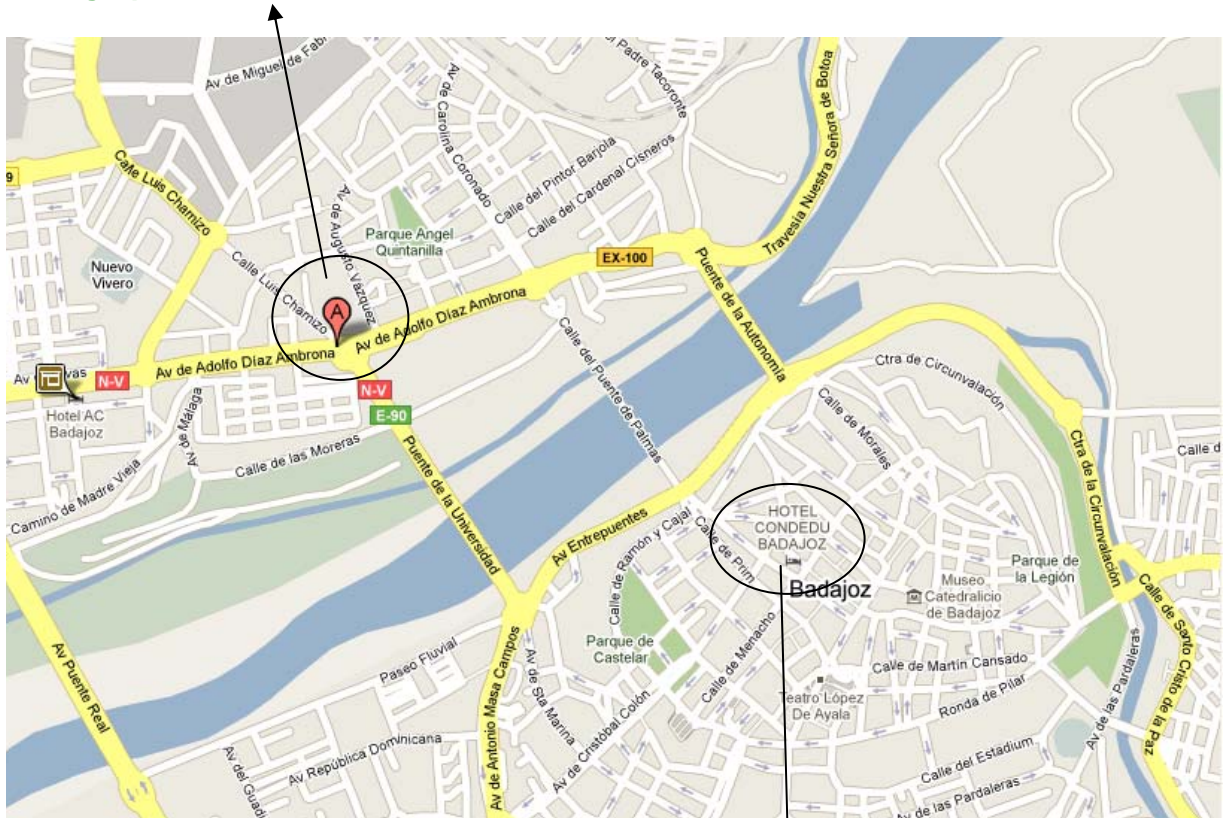 Av de Miguel de Fabri
el Padre Tacoronte
Av de Carolina Coronado
Travesía Nuestra Señora de Botoa
9
Calle Luis Chamizo
Calle del Pintor Barjola
Calle del Cardenal Cisneros
Av de Augusto Vázquez
Parque Angel
Quintanilla
EX-100
Nuevo
Vivero
Calle Luis Chamizo
A
Puente de la Autonomía
Av de Adolfo Díaz Ambrona
Av de Adolfo Díaz Ambrona
Calle del Puente de Palmas
Ctra de Circunvalación
N-V
N-V
E-90
Hotel AC
Badajoz
Av de Málaga
Calle de Morales
Calle d
Calle de las Moreras
Camino de Madre Vieja
Puente de la Universidad
Ctra de la Circunvalación
HOTEL
CONDEDU
BADAJOZ
Av Entrepuentes
Calle de Ramón y Cajal
Calle de Prim
Badajoz
Parque de
la Legión
Museo
Catedralicio
de Badajoz
Calle de Santo Cristo de la Paz
Parque de
Castelar
Calle de Menacho
Av Puente Real
Paseo Fluvial
Calle de Martín Cansado
Teatro López
De Ayala
Ronda de Pilar
Av de las Pardaleras
Av de Sta Marina
Av de Antonio Masa Campos
Av de Cristóbal Colón
Av República Dominicana
Av del Guadi
Calle del Estadium
Av de las Pardaleras